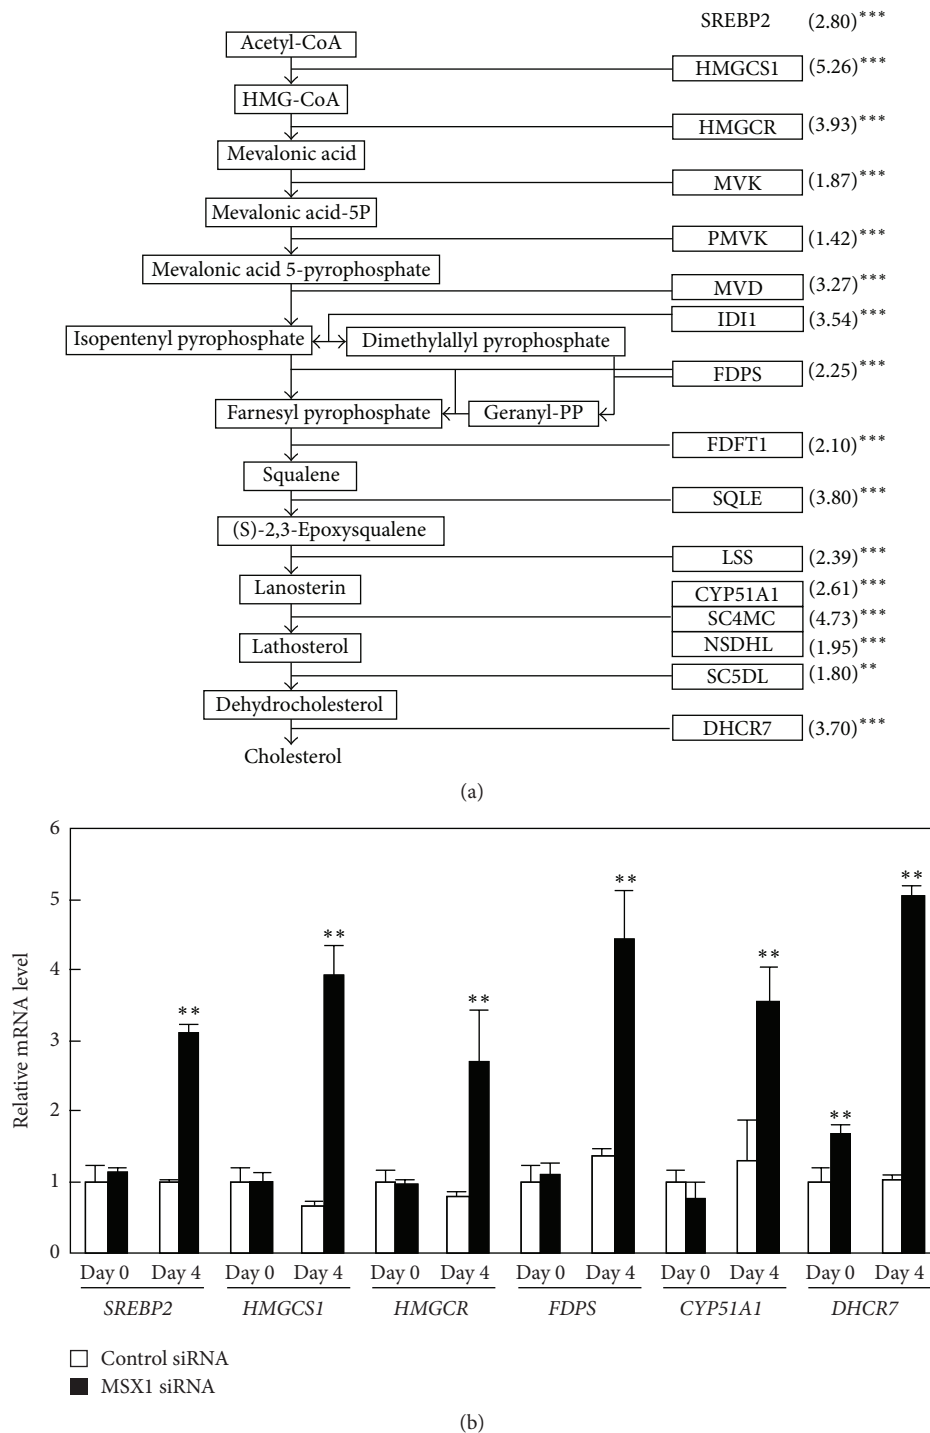 SREBP2 (2.80)***
Acetyl-CoA
HMGCS1 (5.26)***
HMG-CoA
HMGCR (3.93)***
Mevalonic acid
MVK (1.87)***
Mevalonic acid-5P
PMVK (1.42)***
Mevalonic acid 5-pyrophosphate
MVD (3.27)***
IDI1 (3.54)***
Isopentenyl pyrophosphate Dimethylallyl pyrophosphate
FDPS (2.25)***
Farnesyl pyrophosphate Geranyl-PP
FDFT1 (2.10)***
Squalene
SQLE (3.80)***
(S)-2,3-Epoxysqualene
LSS (2.39)***
Lanosterin CYP51A1 (2.61)***
SC4MC (4.73)***
Lathosterol NSDHL (1.95)***
SC5DL (1.80)**
Dehydrocholesterol
DHCR7 (3.70)***
Cholesterol
(a)
6
5
4
3
2
1
0
Relative mRNA level
** ** ** ** ** ** **
Day 0 Day 4 Day 0 Day 4 Day 0 Day 4 Day 0 Day 4 Day 0 Day 4 Day 0 Day 4
SREBP2 HMGCS1 HMGCR FDPS CYP51A1 DHCR7
Control siRNA
MSX1 siRNA
(b)